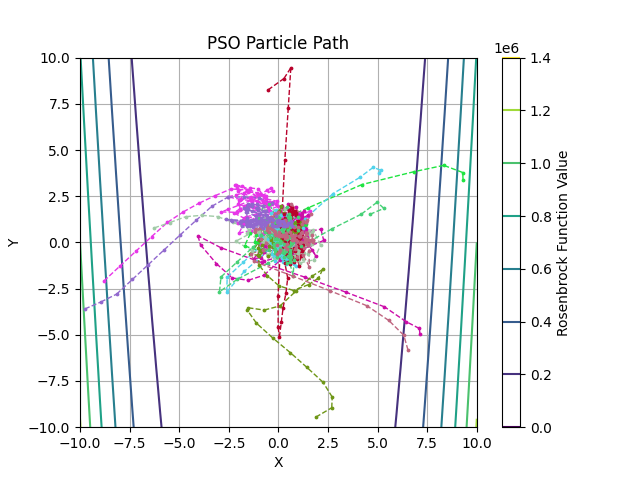 PSO Particle Path
1e6
10.0
7.5
5.0
2.5
0.0
−2.5
−5.0
−7.5
−10.0
Y
−10.0 −7.5 −5.0 −2.5 0.0 2.5 5.0 7.5 10.0
X
1.4
1.2
1.0
0.8
0.6
0.4
0.2
0.0
Rosenbrock Function Value